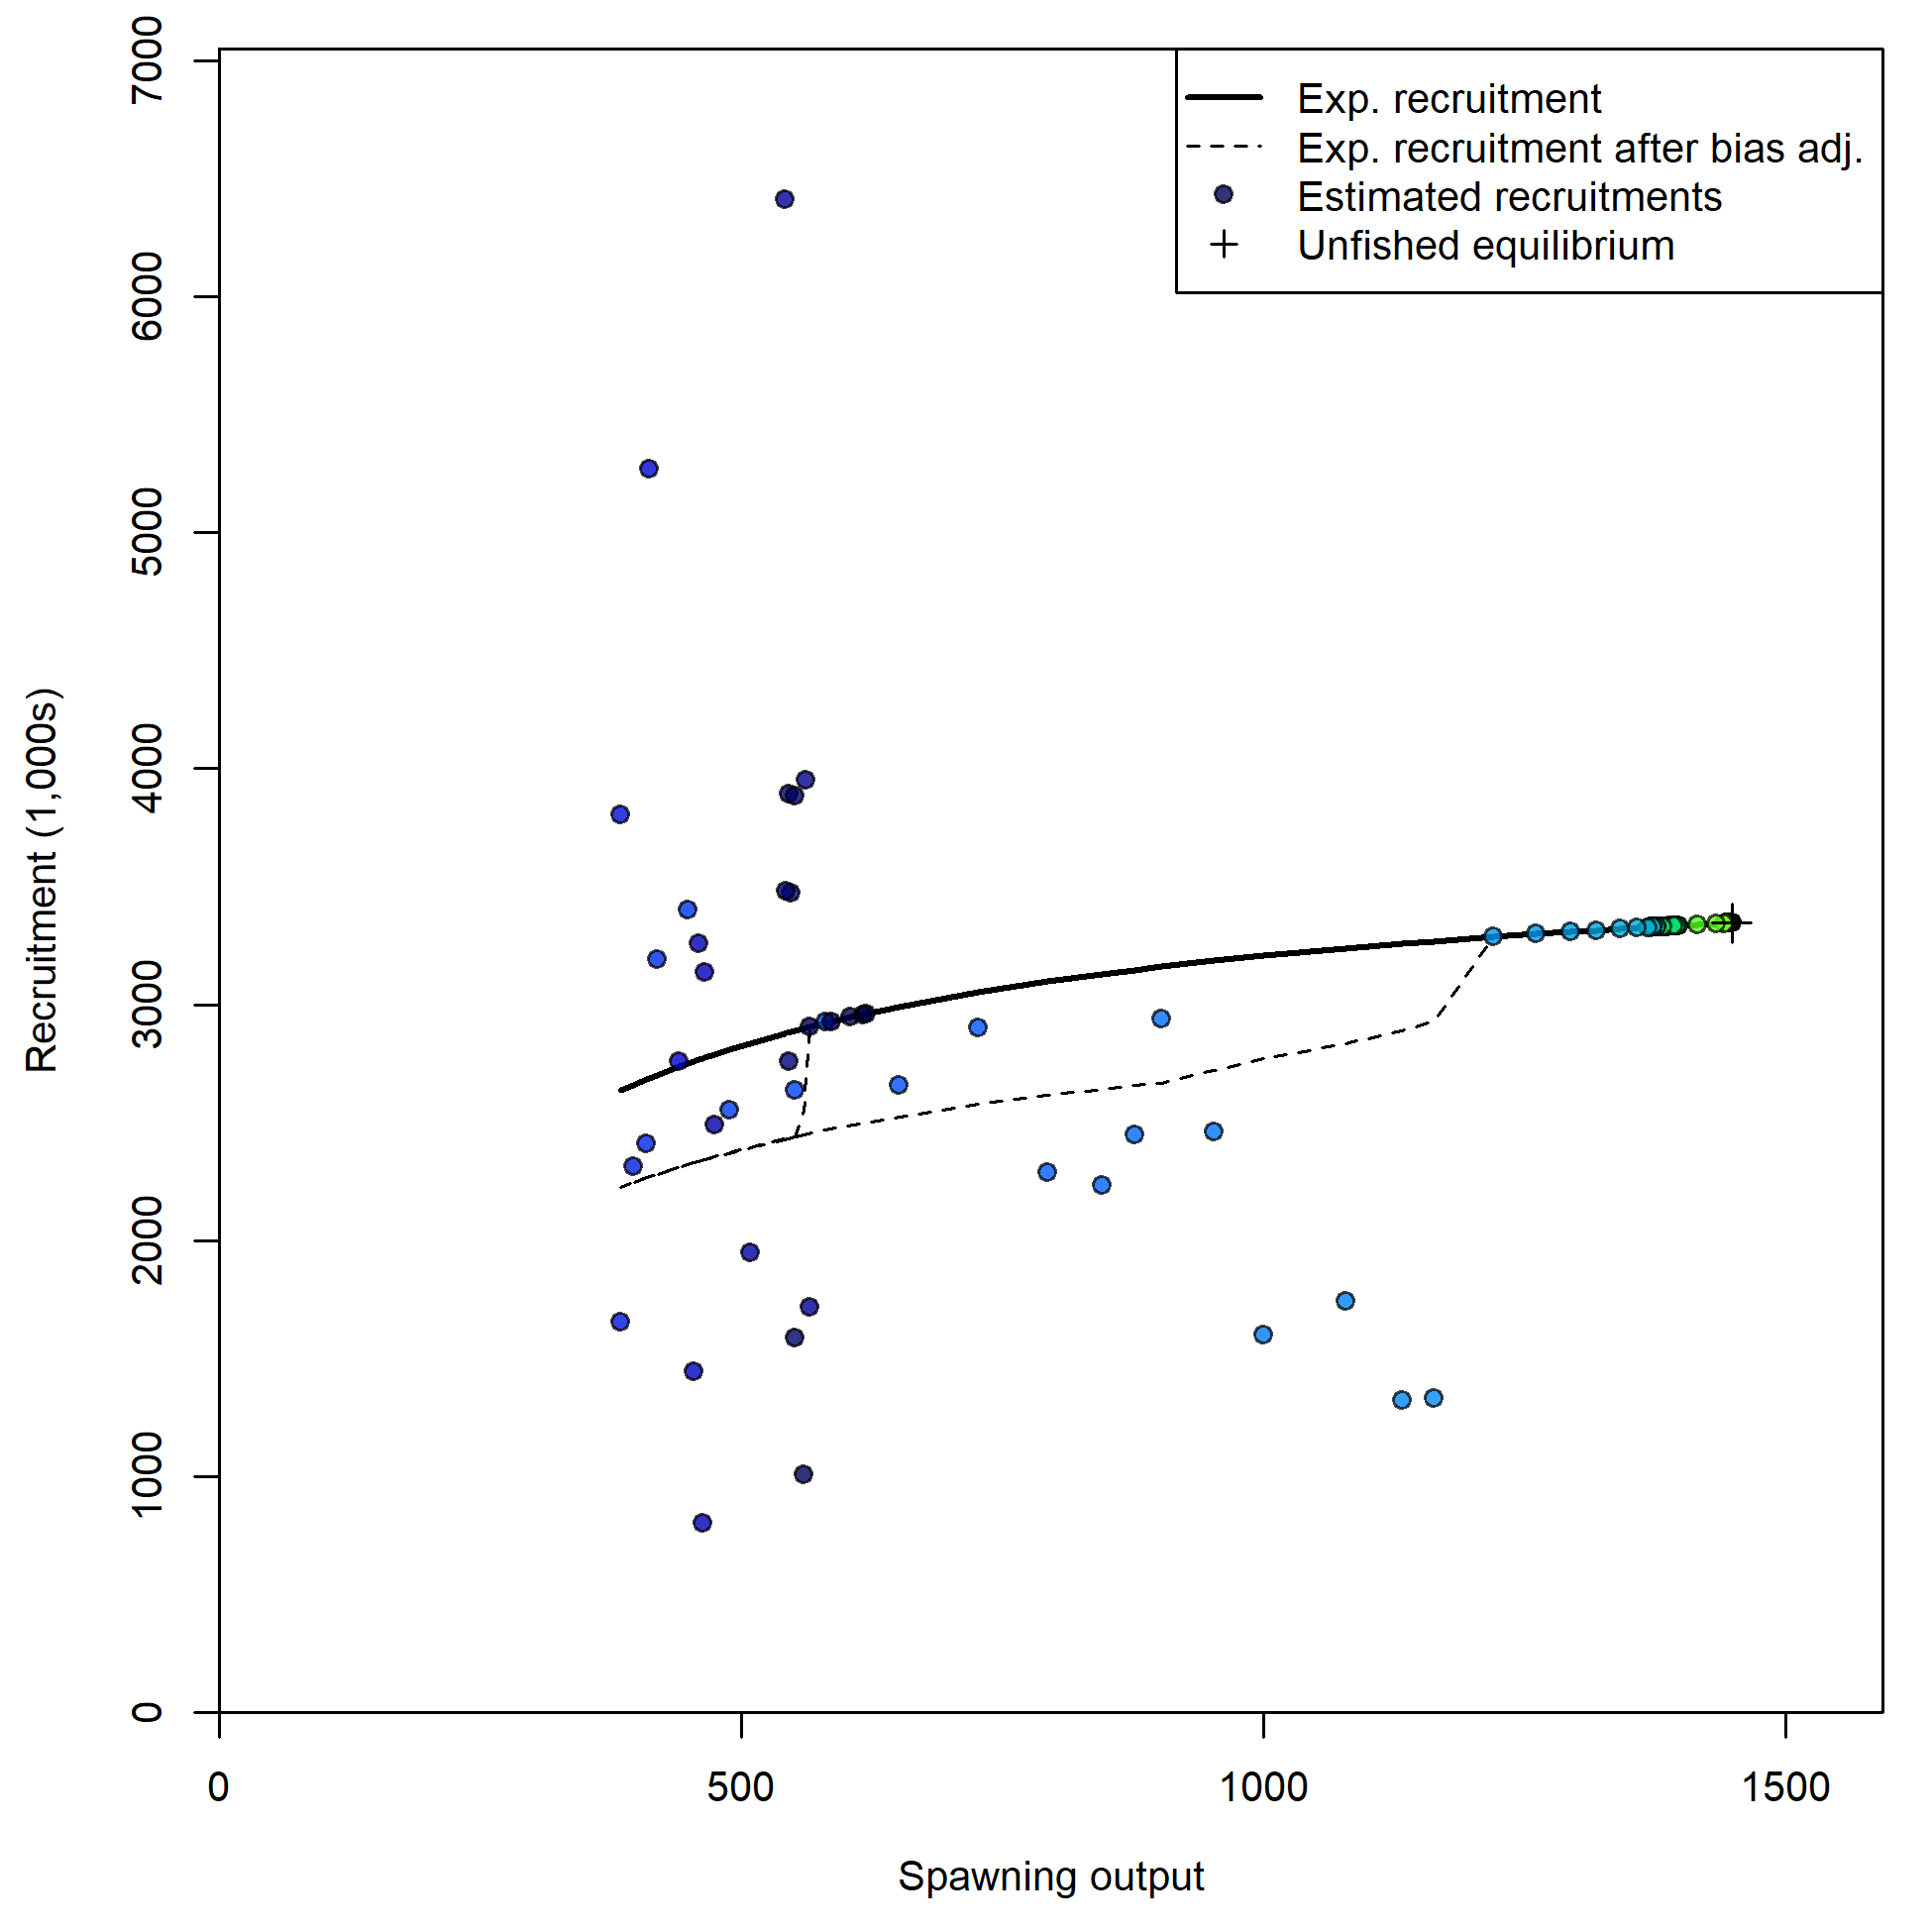 Exp. recruitment
Exp. recruitment after bias adj.
Estimated recruitments
Unfished equilibrium
7000
6000
5000
4000
3000
2000
1000
0
Recruitment (1,000s)
0 500 1000 1500
Spawning output